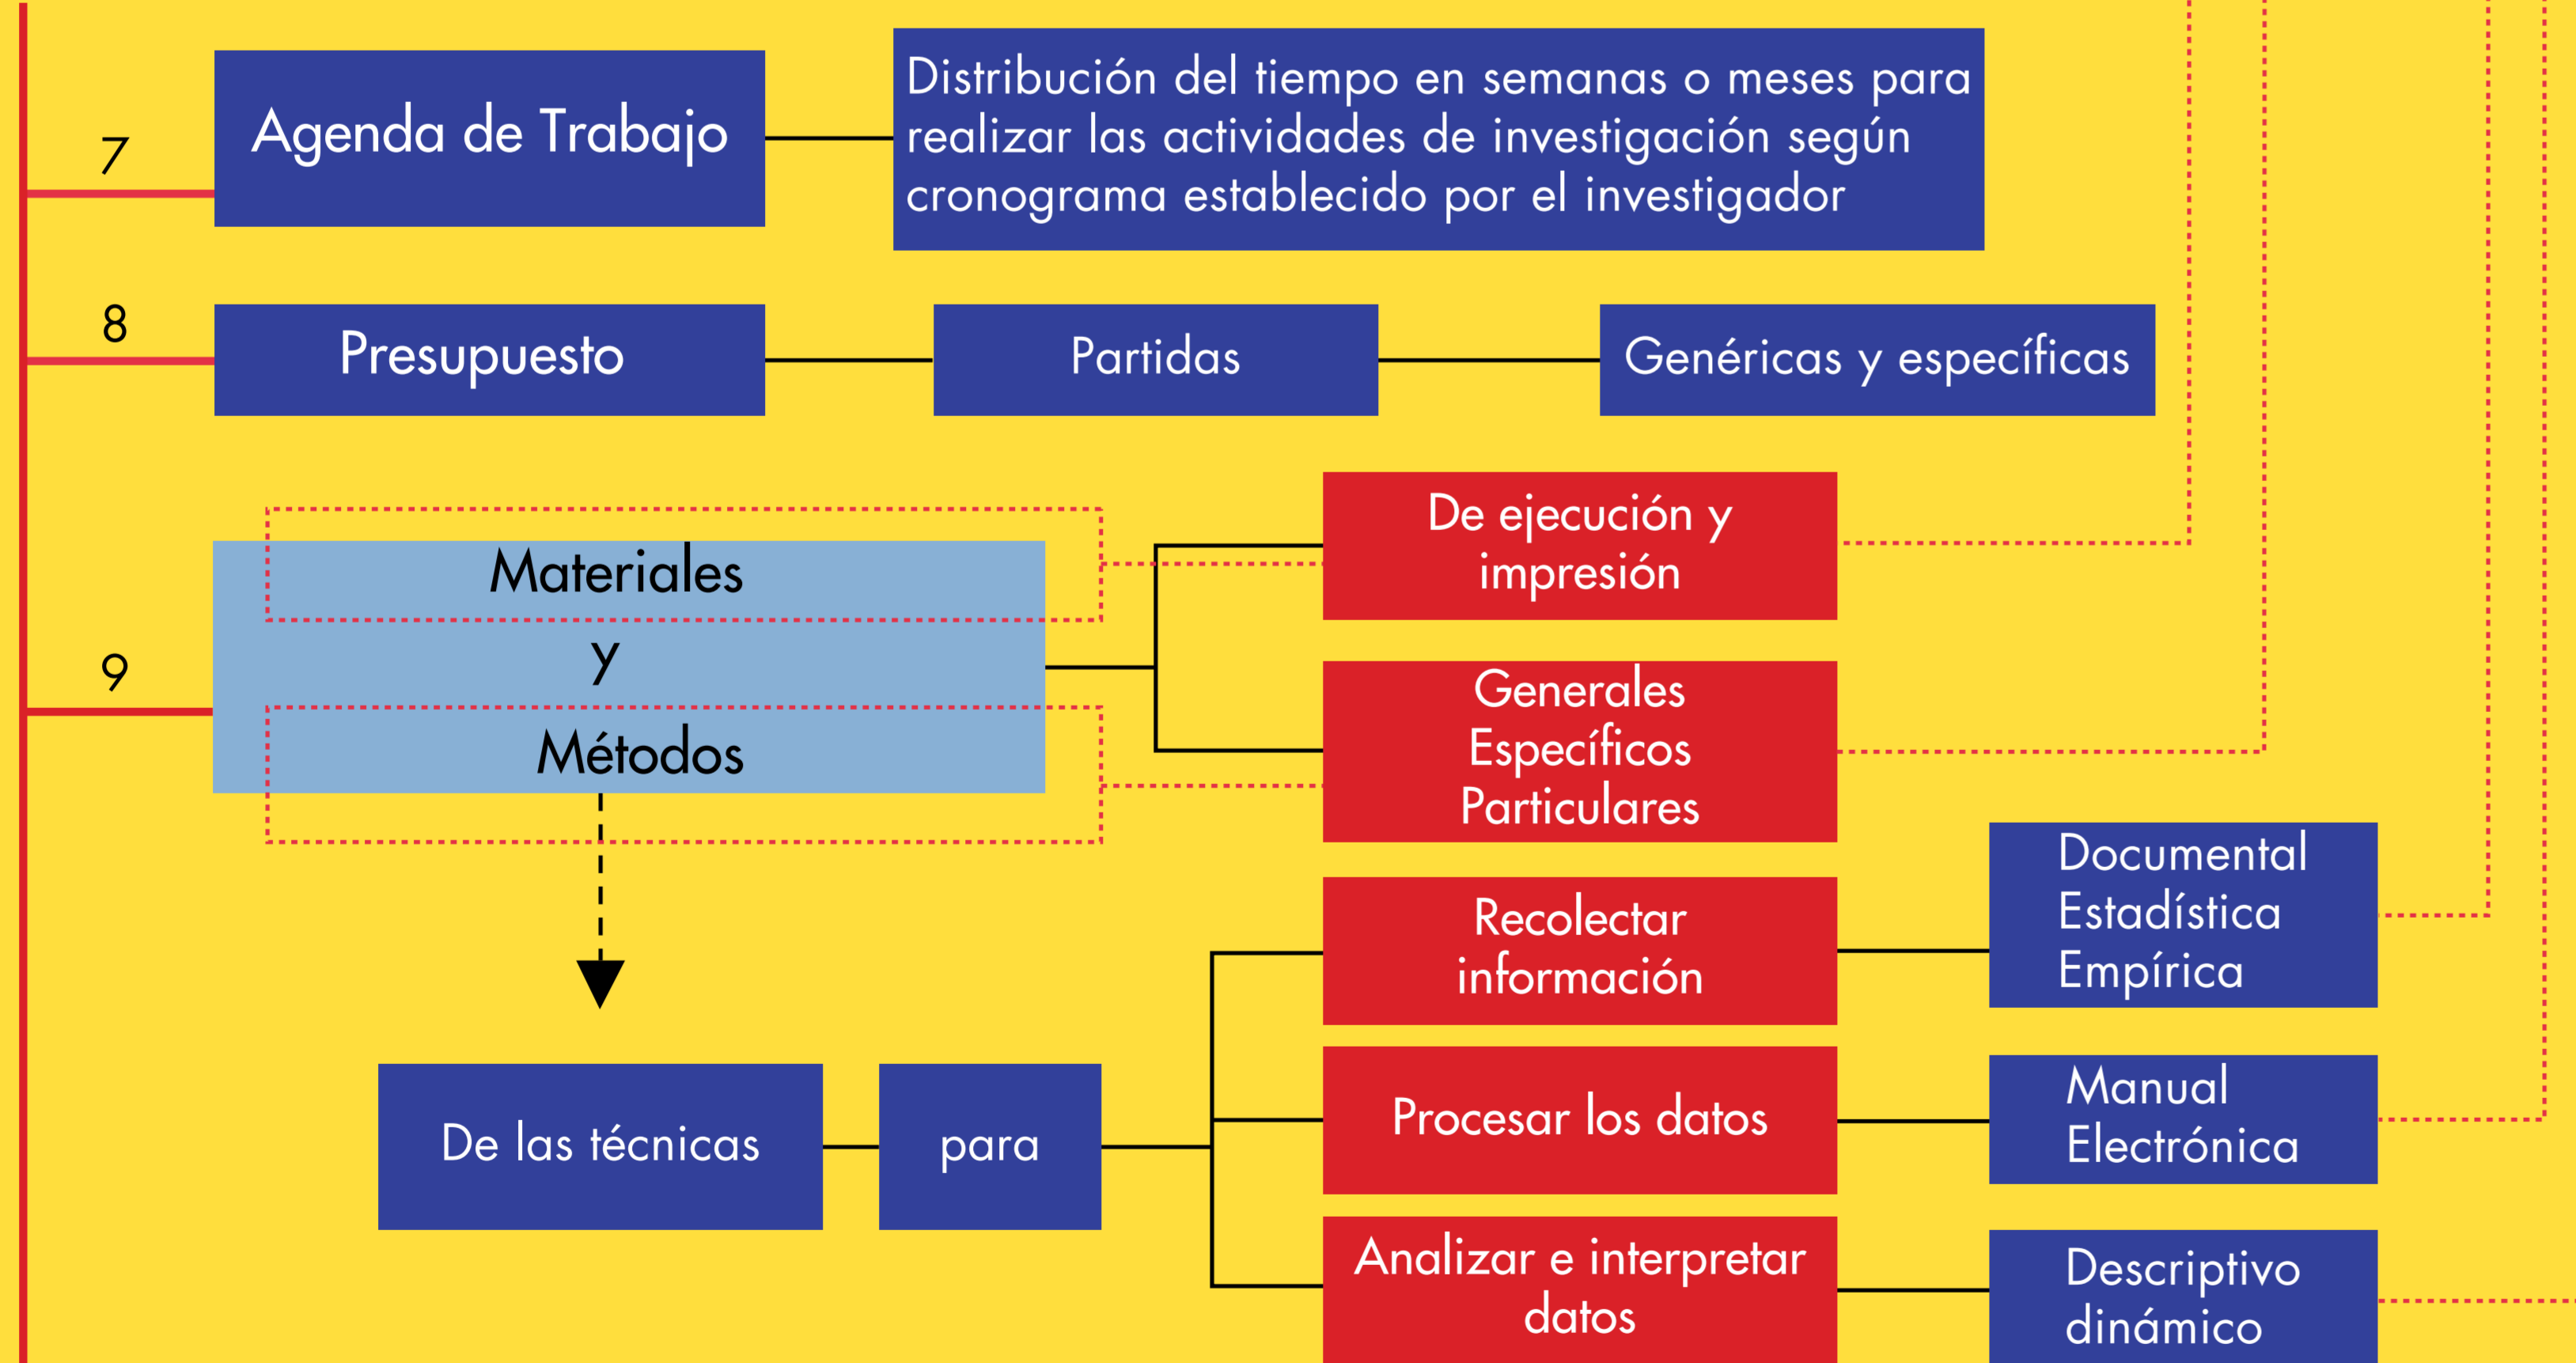 7
Agenda de Trabajo
Distribución del tiempo en semanas o meses para
realizar las actividades de investigación según
cronograma establecido por el investigador
8
Presupuesto
Partidas
Genéricas y específicas
9
Materiales
y
Métodos
De ejecución y
impresión
Generales
Específicos
Particulares
De las técnicas
para
Recolectar
información
Documental
Estadística
Empírica
Procesar los datos
Manual
Electrónica
Analizar e interpretar
datos
Descriptivo
dinámico